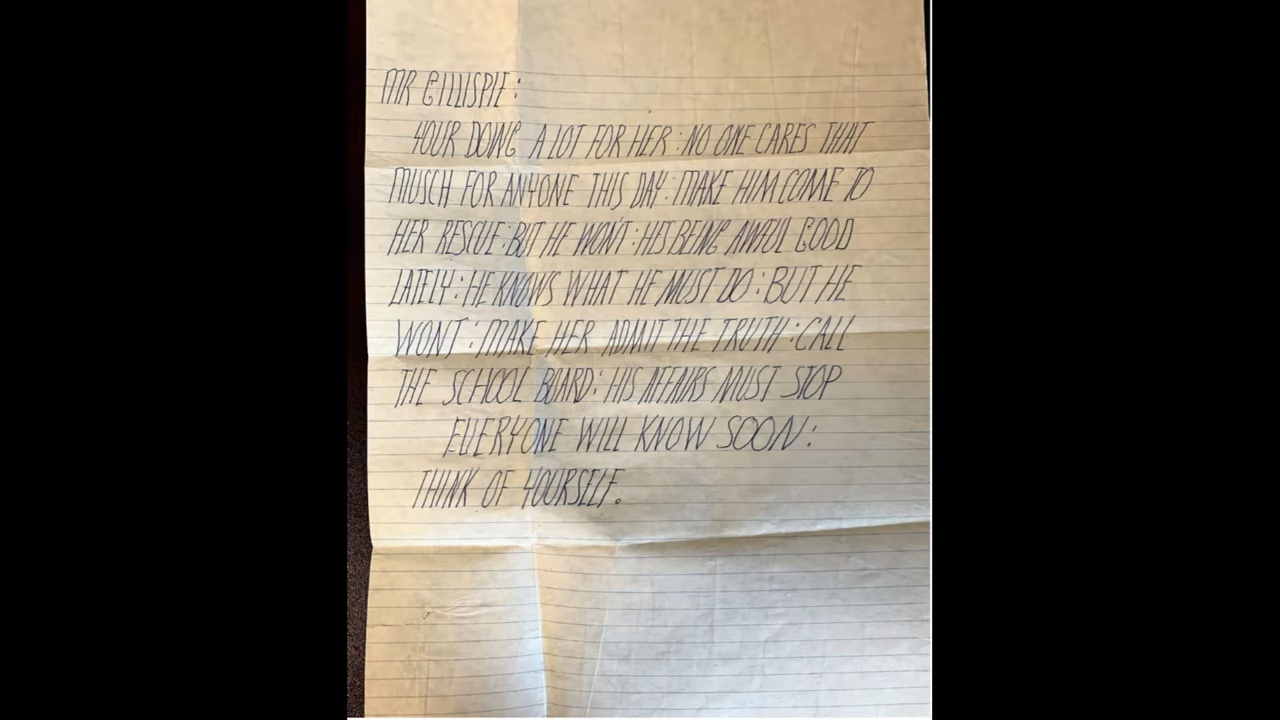 MR GILLISPIE:
YOUR DOING A LOT FOR HER: NO ONE CARES THAT
MUSCH FOR ANYONE THIS DAY: MAKE HIM COME TO
HER RESCUE: BUT HE WON'T: HE'S BEING AWFUL GOOD
LATELY: HE KNOWS WHAT HE MUST DO: BUT HE
WONT: MAKE HER ADMIT THE TRUTH: CALL
THE SCHOOL BOARD: HIS AFFAIRS MUST STOP
EVERYONE WILL KNOW SOON:
THINK OF YOURSELF.